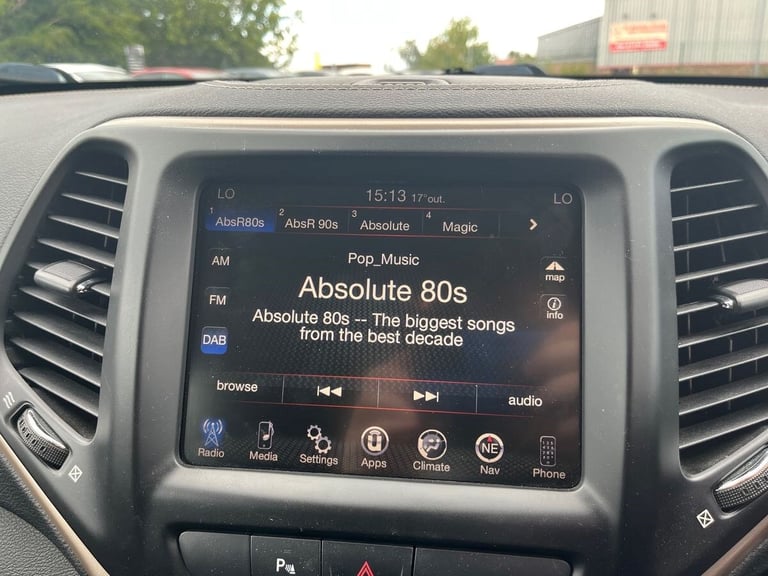 LO 15:13 17°out. LO
1 AbsR80s 2 AbsR 90s 3 Absolute 4 Magic
AM
FM
DAB
Pop_Music
Absolute 80s
Absolute 80s -- The biggest songs
from the best decade
map
info
browse audio
Radio Media Settings Apps Climate NE Nav Phone
P